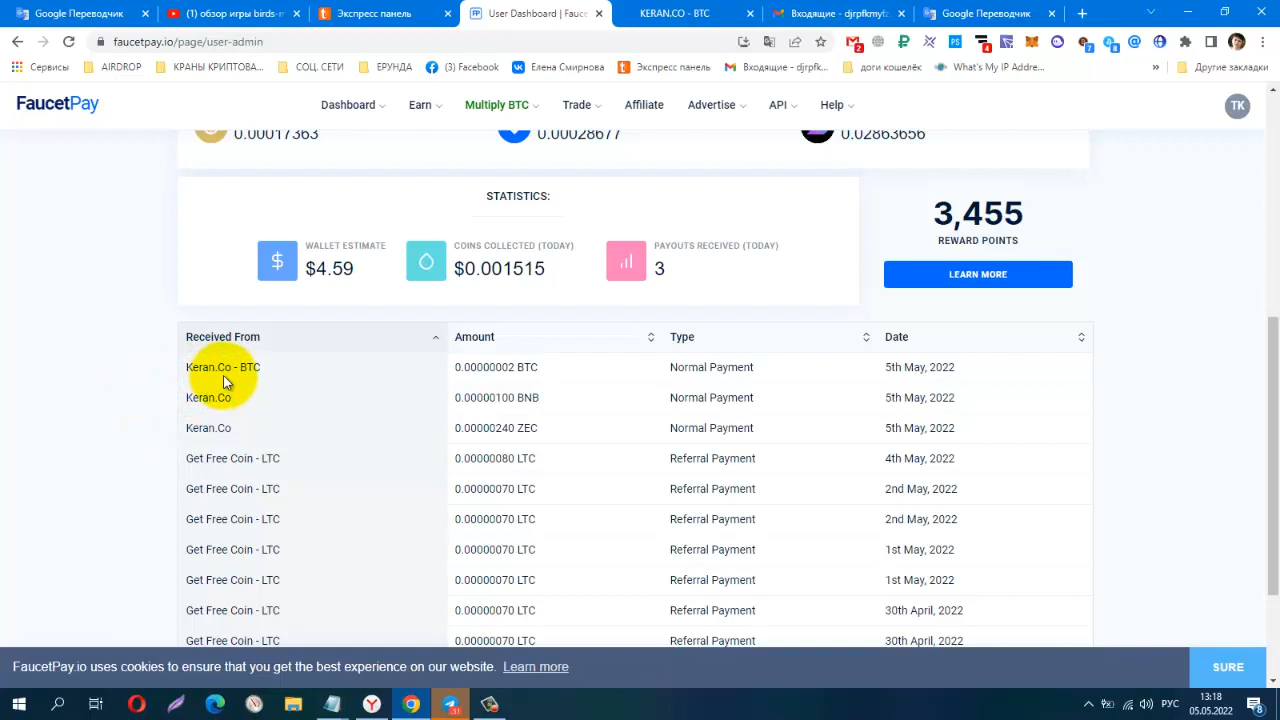 Google Переводчик
(1) обзор игры birds-m
Экспресс панель
User Dashboard | Fauce
KERAN.CO - BTC
Входящие - djrpfkmyfa
Google Переводчик
faucetpay.io/page/user-admin
Сервисы
AIRDROP
КРАНЫ КРИПТОВА...
СОЦ. СЕТИ
ЕРУНДА
(3) Facebook
Елена Смирнова
Экспресс панель
Входящие - djrpfk...
доги кошелёк
What's My IP Addre...
Другие закладки
FaucetPay
Dashboard
Earn
Multiply BTC
Trade
Affiliate
Advertise
API
Help
TK
0.00017363
0.00028677
0.02863656
STATISTICS:
WALLET ESTIMATE
$4.59
COINS COLLECTED (TODAY)
$0.001515
PAYOUTS RECEIVED (TODAY)
3
3,455
REWARD POINTS
LEARN MORE
Received From Amount Type Date
Keran.Co - BTC 0.00000002 BTC Normal Payment 5th May, 2022
Keran.Co 0.00000100 BNB Normal Payment 5th May, 2022
Keran.Co 0.00000240 ZEC Normal Payment 5th May, 2022
Get Free Coin - LTC 0.00000080 LTC Referral Payment 4th May, 2022
Get Free Coin - LTC 0.00000070 LTC Referral Payment 2nd May, 2022
Get Free Coin - LTC 0.00000070 LTC Referral Payment 2nd May, 2022
Get Free Coin - LTC 0.00000070 LTC Referral Payment 1st May, 2022
Get Free Coin - LTC 0.00000070 LTC Referral Payment 1st May, 2022
Get Free Coin - LTC 0.00000070 LTC Referral Payment 30th April, 2022
Get Free Coin - LTC 0.00000070 LTC Referral Payment 30th April, 2022
FaucetPay.io uses cookies to ensure that you get the best experience on our website. Learn more
SURE
РУС
13:18
05.05.2022